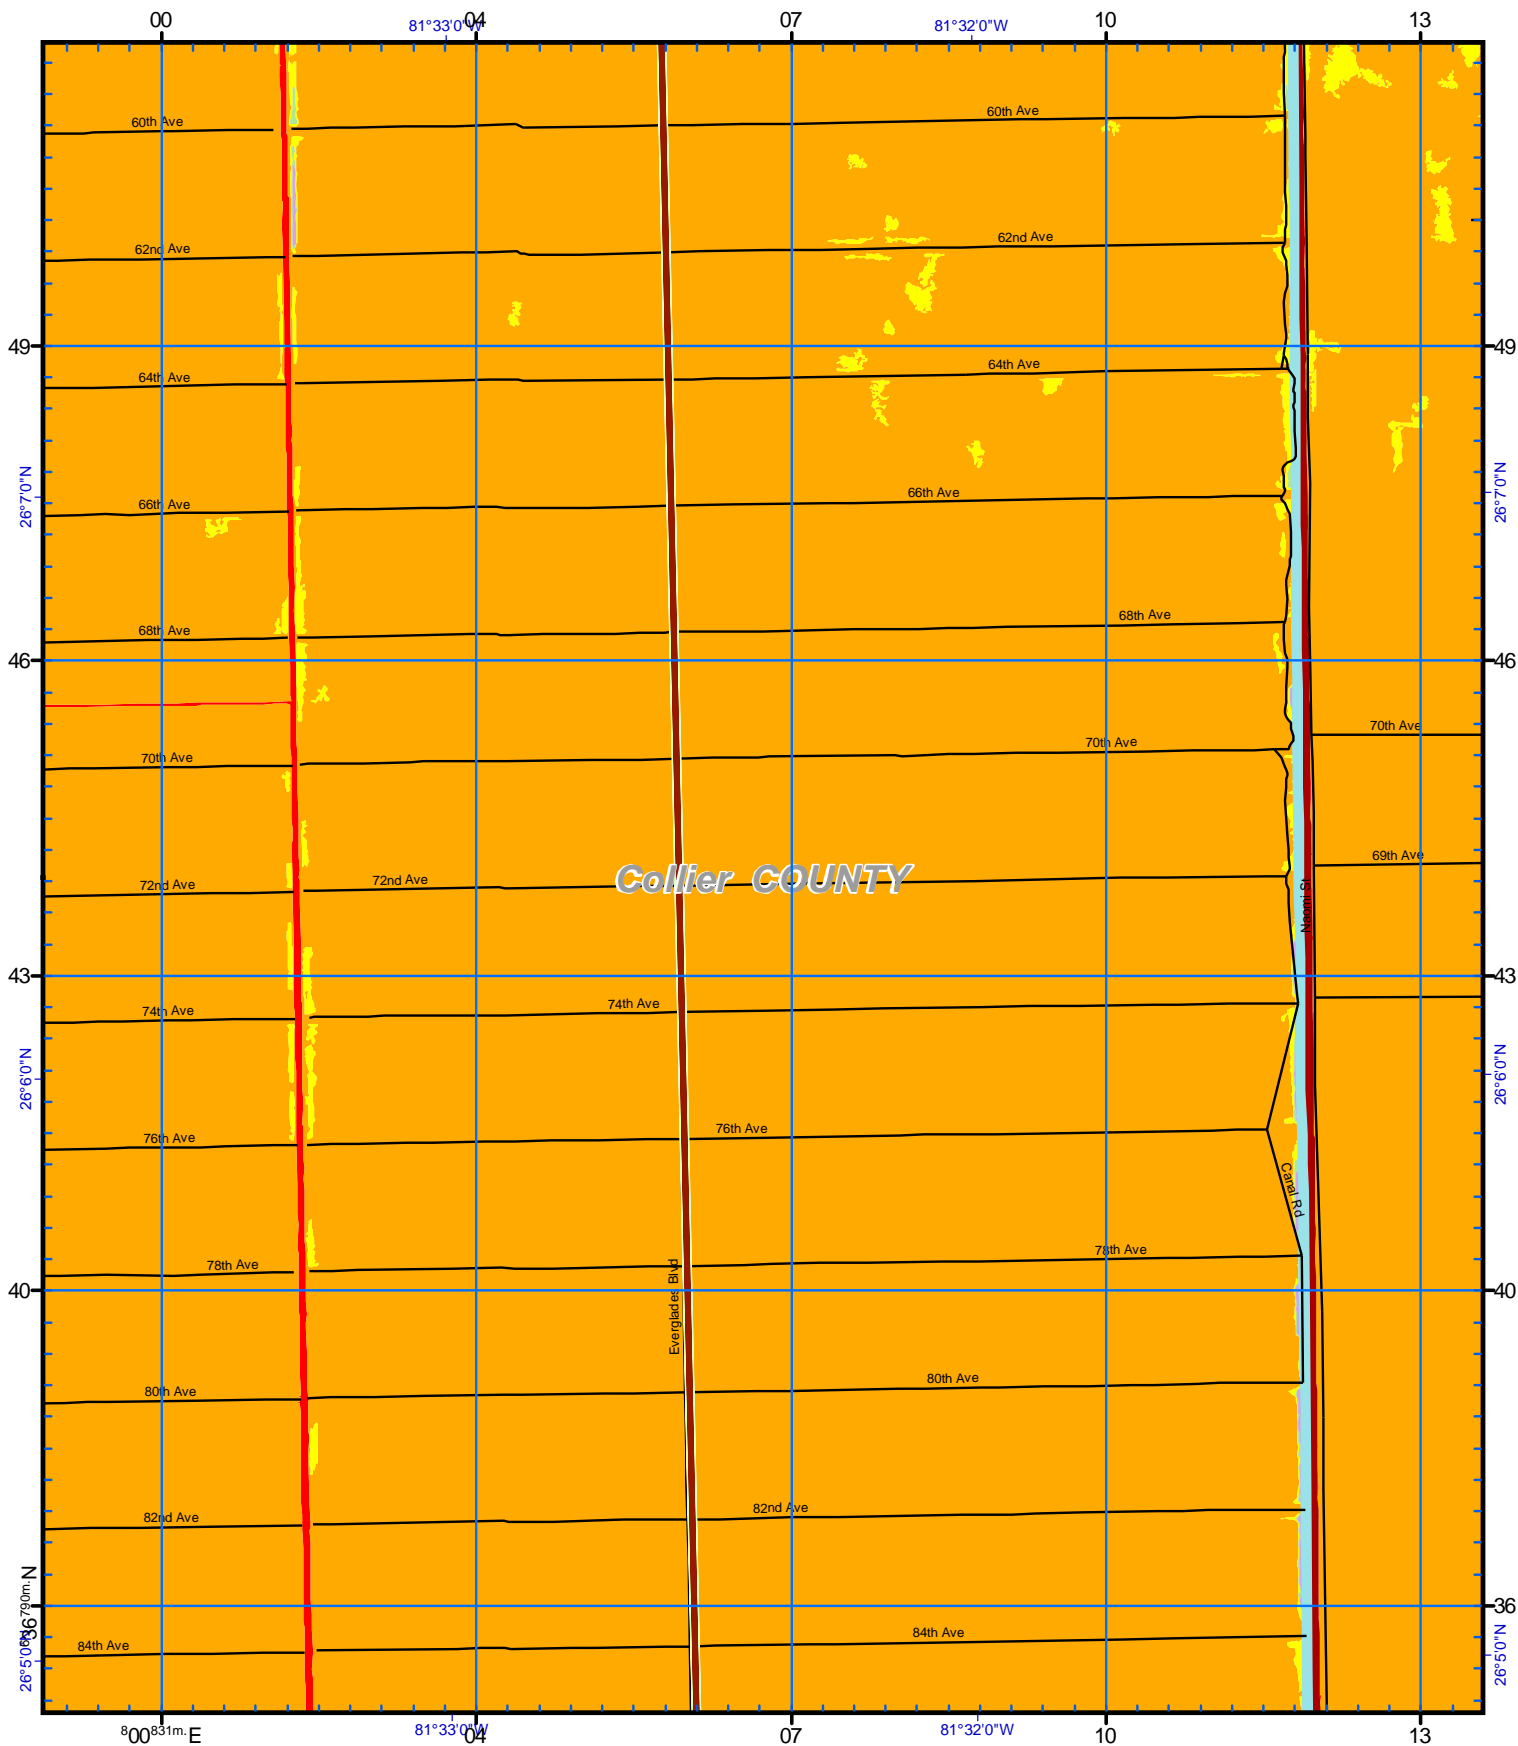 00 04 07 10 13
81°33'0"W 81°32'0"W
60th Ave 60th Ave
62nd Ave 62nd Ave
49 49
64th Ave 64th Ave
26°7'0"N 26°7'0"N
66th Ave 66th Ave
68th Ave 68th Ave
46 46
70th Ave 70th Ave 70th Ave
69th Ave
72nd Ave 72nd Ave
Collier COUNTY
Naomi St
43 43
74th Ave 74th Ave
26°6'0"N 26°6'0"N
76th Ave 76th Ave
Canal Rd
78th Ave 78th Ave
40 40
Everglades Blvd
80th Ave 80th Ave
82nd Ave 82nd Ave
36 790m. N 36
84th Ave 84th Ave
26°5'0"N 26°5'0"N
800831m. E 04 07 10 13
81°33'0"W 81°32'0"W